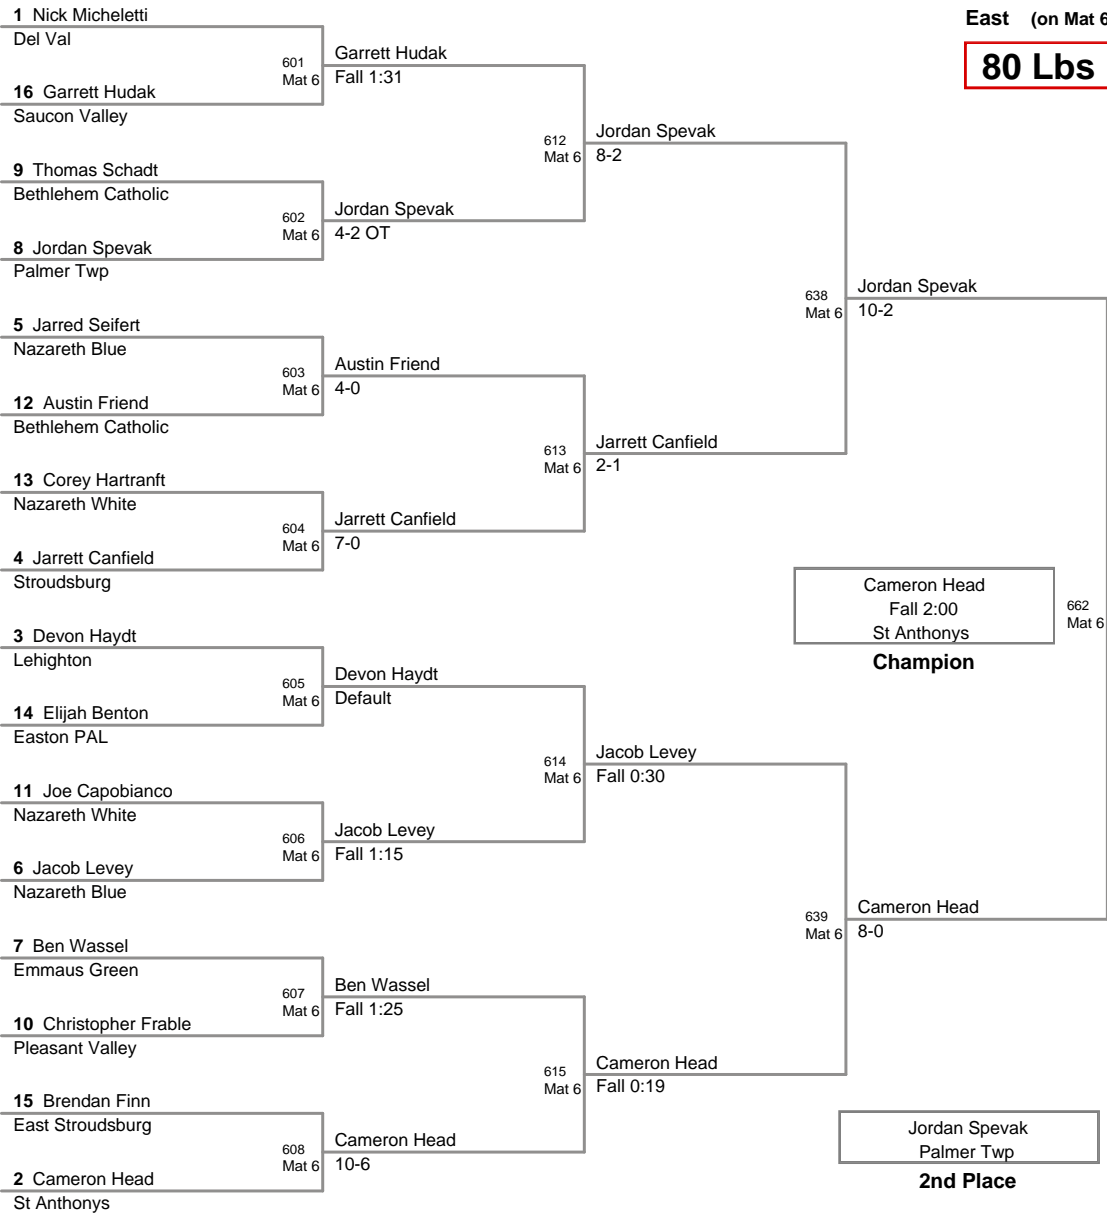 1 Nick Micheletti
Del Val
East (on Mat 6
80 Lbs
601
Mat 6
Garrett Hudak
Fall 1:31
16 Garrett Hudak
Saucon Valley
612
Mat 6
Jordan Spevak
8-2
9 Thomas Schadt
Bethlehem Catholic
602
Mat 6
Jordan Spevak
4-2 OT
8 Jordan Spevak
Palmer Twp
638
Mat 6
Jordan Spevak
10-2
5 Jarred Seifert
Nazareth Blue
603
Mat 6
Austin Friend
4-0
12 Austin Friend
Bethlehem Catholic
613
Mat 6
Jarrett Canfield
2-1
13 Corey Hartranft
Nazareth White
604
Mat 6
Jarrett Canfield
7-0
4 Jarrett Canfield
Stroudsburg
Cameron Head
Fall 2:00
St Anthonys
Champion
662
Mat 6
3 Devon Haydt
Lehighton
605
Mat 6
Devon Haydt
Default
14 Elijah Benton
Easton PAL
614
Mat 6
Jacob Levey
Fall 0:30
11 Joe Capobianco
Nazareth White
606
Mat 6
Jacob Levey
Fall 1:15
6 Jacob Levey
Nazareth Blue
639
Mat 6
Cameron Head
8-0
7 Ben Wassel
Emmaus Green
607
Mat 6
Ben Wassel
Fall 1:25
10 Christopher Frable
Pleasant Valley
615
Mat 6
Cameron Head
Fall 0:19
15 Brendan Finn
East Stroudsburg
608
Mat 6
Cameron Head
10-6
2 Cameron Head
St Anthonys
Jordan Spevak
Palmer Twp
2nd Place